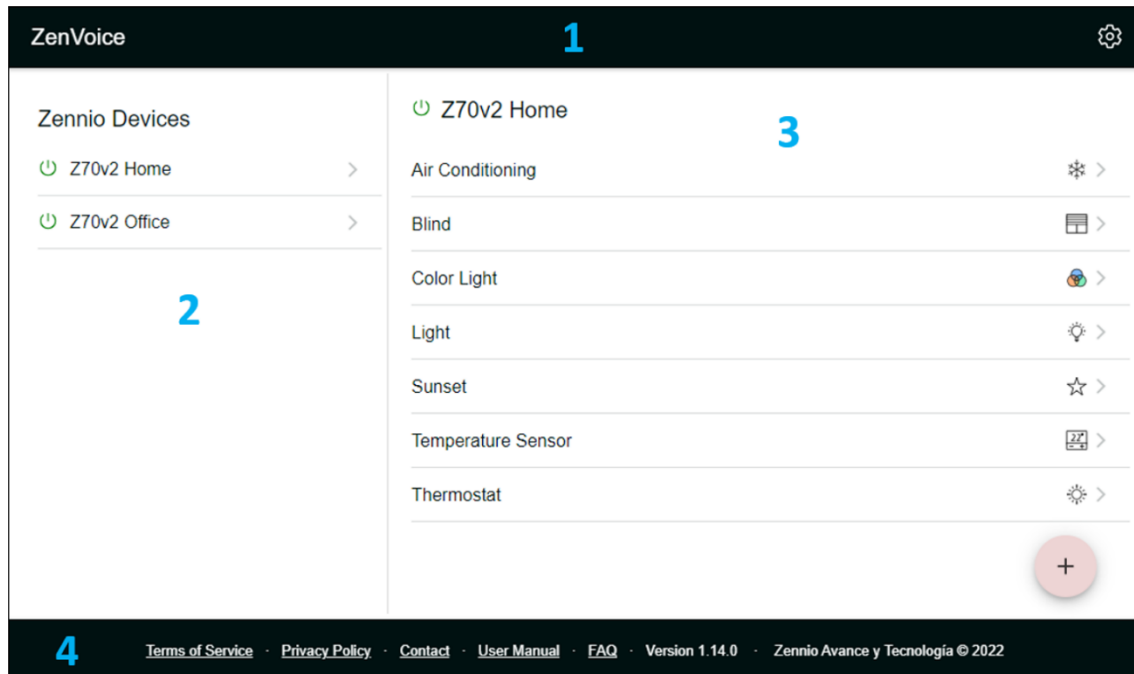 ZenVoice
1
Zennio Devices
Z70v2 Home
Z70v2 Office
2
Z70v2 Home
3
Air Conditioning
Blind
Color Light
Light
Sunset
Temperature Sensor
Thermostat
+
4
Terms of Service · Privacy Policy · Contact · User Manual · FAQ · Version 1.14.0 · Zennio Avance y Tecnología © 2022